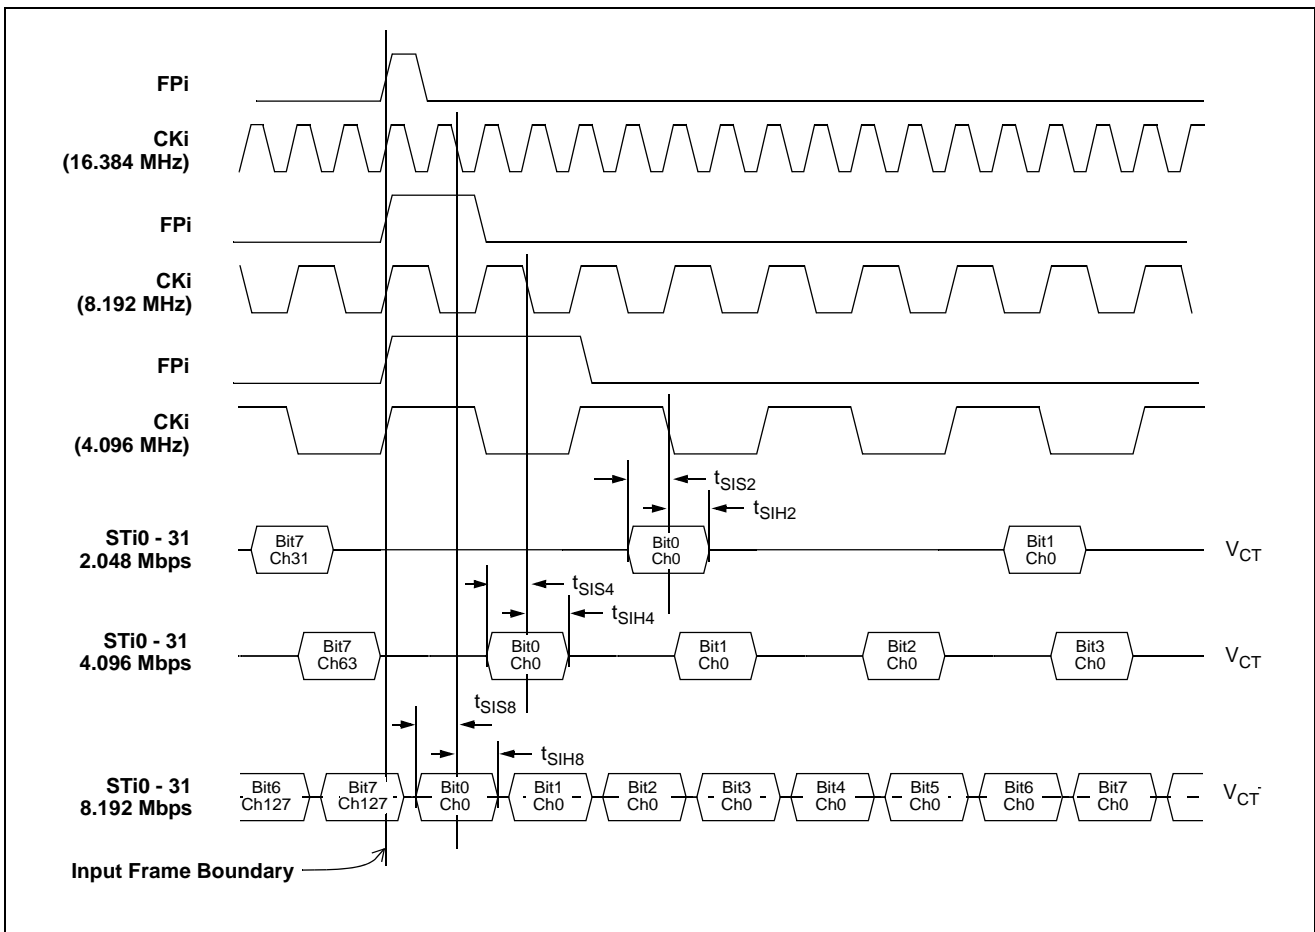 FPi
CKi
(16.384 MHz)
FPi
CKi
(8.192 MHz)
FPi
CKi
(4.096 MHz)
tSIS2
tSIH2
STi0 - 31
2.048 Mbps
Bit7
Ch31
Bit0
Ch0
Bit1
Ch0
VCT
tSIS4
tSIH4
STi0 - 31
4.096 Mbps
Bit7
Ch63
Bit0
Ch0
Bit1
Ch0
Bit2
Ch0
Bit3
Ch0
VCT
tSIS8
tSIH8
STi0 - 31
8.192 Mbps
Bit6
Ch127
Bit7
Ch127
Bit0
Ch0
Bit1
Ch0
Bit2
Ch0
Bit3
Ch0
Bit4
Ch0
Bit5
Ch0
Bit6
Ch0
Bit7
Ch0
VCT
Input Frame Boundary